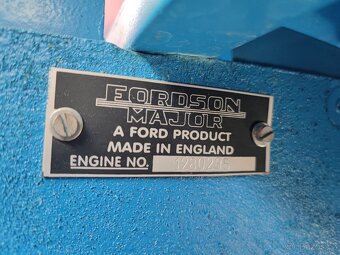 FORDSON
MAJOR
A FORD PRODUCT
MADE IN ENGLAND
ENGINE NO.